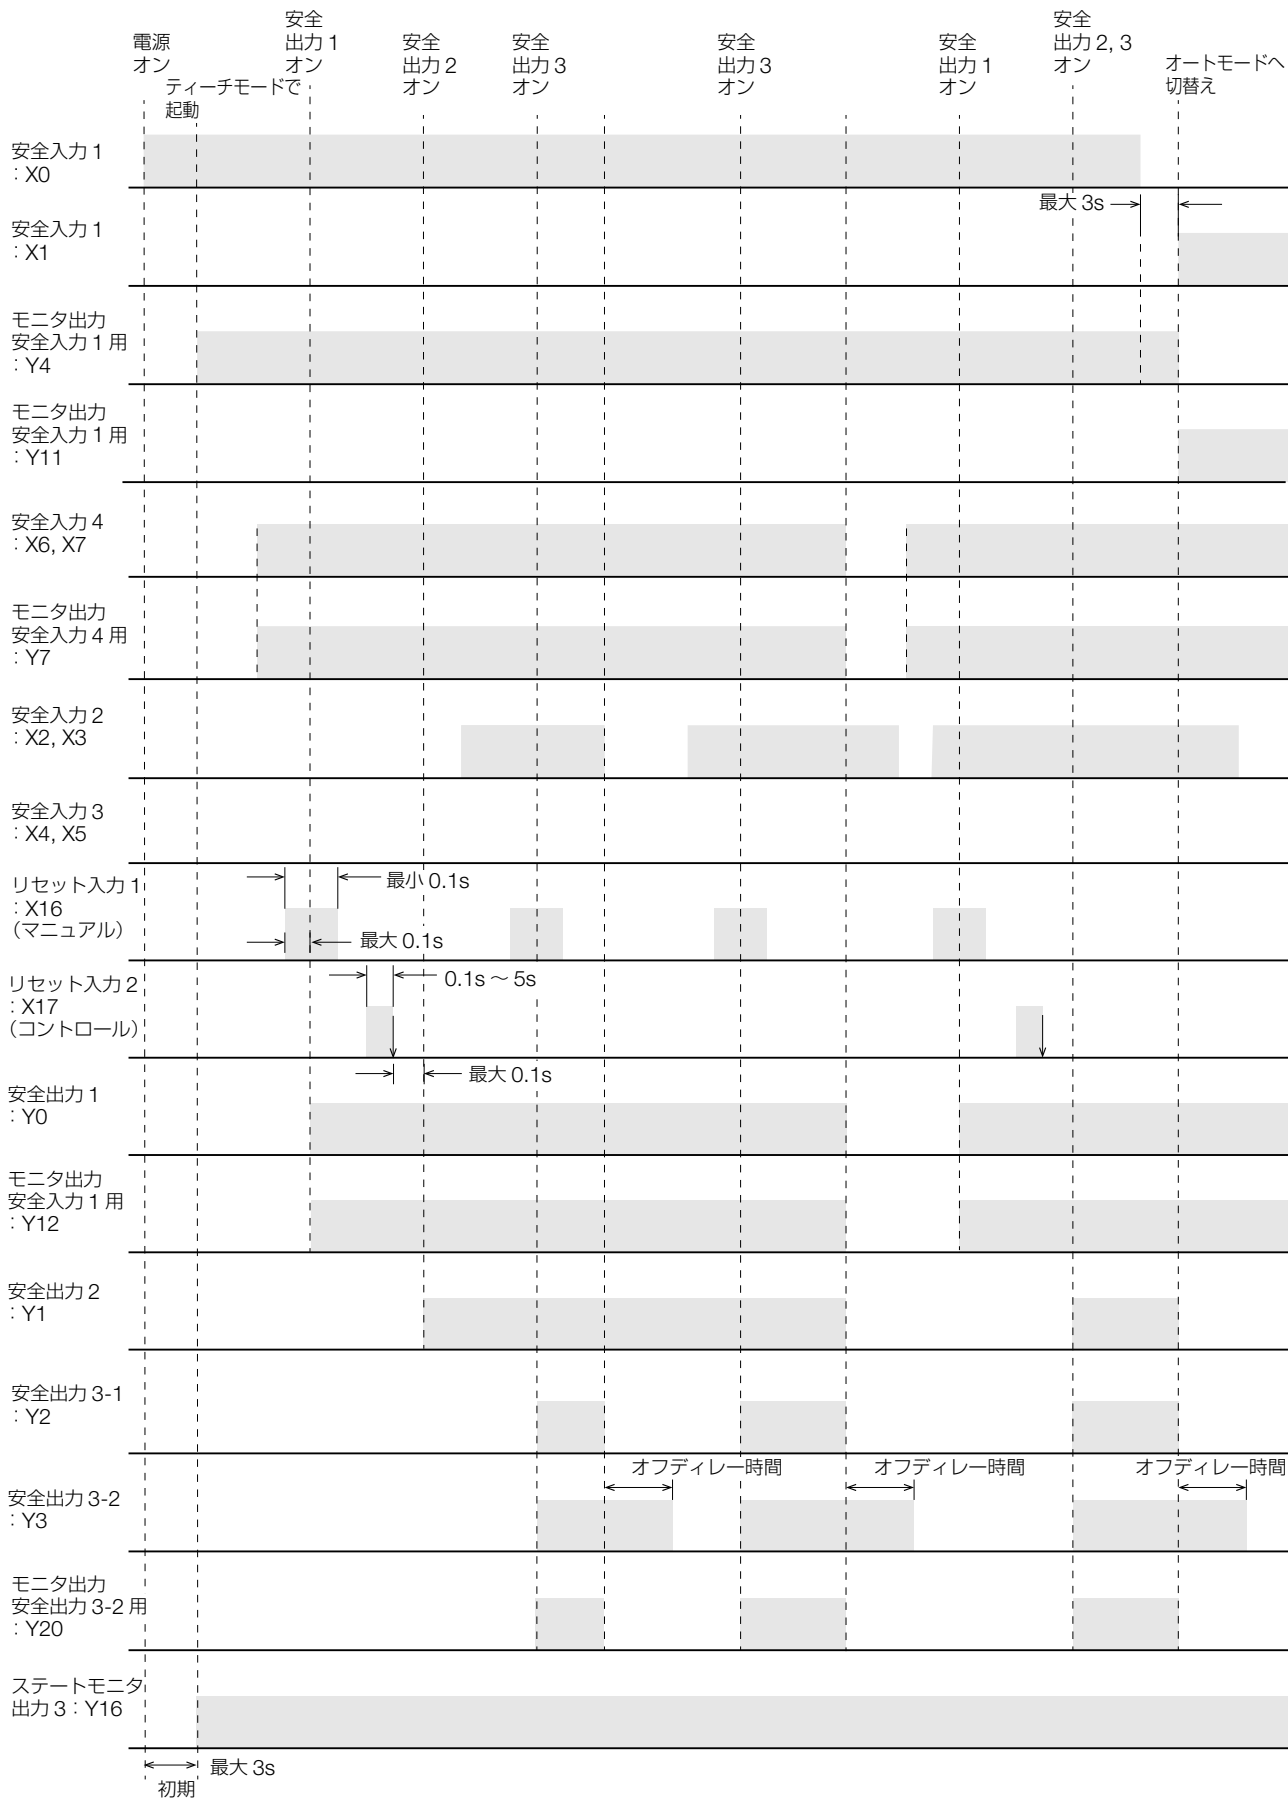 電源
オン
ティーチモードで
起動
安全
出力 1
オン
安全
出力 2
オン
安全
出力 3
オン
安全
出力 3
オン
安全
出力 1
オン
安全
出力 2, 3
オン
オートモードへ
切替え
安全入力 1
: X0
最大 3s
安全入力 1
: X1
モニタ出力
安全入力 1 用
: Y4
モニタ出力
安全入力 1 用
: Y11
安全入力 4
: X6, X7
モニタ出力
安全入力 4 用
: Y7
安全入力 2
: X2, X3
安全入力 3
: X4, X5
リセット入力 1
: X16
(マニュアル)
最小 0.1s
最大 0.1s
リセット入力 2
: X17
(コントロール)
0.1s ~ 5s
最大 0.1s
安全出力 1
: Y0
モニタ出力
安全入力 1 用
: Y12
安全出力 2
: Y1
安全出力 3-1
: Y2
オフディレー時間
オフディレー時間
オフディレー時間
安全出力 3-2
: Y3
モニタ出力
安全出力 3-2 用
: Y20
ステートモニタ
出力 3 : Y16
最大 3s
初期